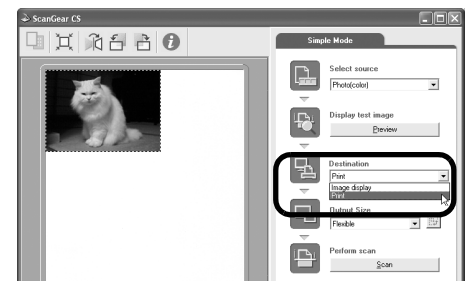 ScanGear CS
Simple Mode
Select source
Photo(color)
Display test image
Preview
Destination
Print
Image display
Print
Output Size
Flexible
Perform scan
Scan